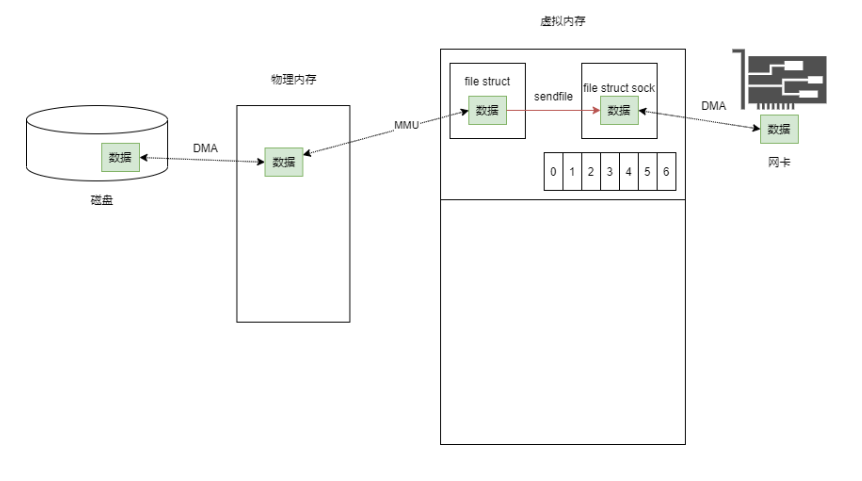 虚拟内存
物理内存
file struct
file struct sock
sendfile
数据
数据
DMA
MMU
DMA
数据
数据
数据
网卡
0 1 2 3 4 5 6
磁盘